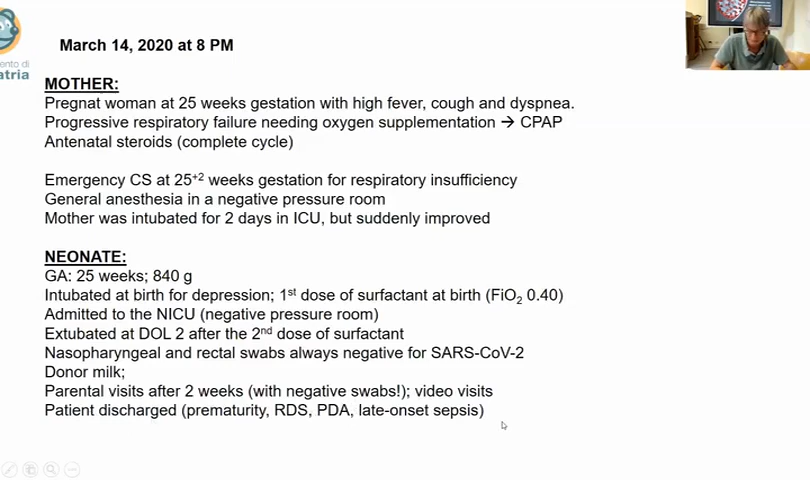 ento di
atria
March 14, 2020 at 8 PM
MOTHER:
Pregnat woman at 25 weeks gestation with high fever, cough and dyspnea.
Progressive respiratory failure needing oxygen supplementation → CPAP
Antenatal steroids (complete cycle)
Emergency CS at 25⁺² weeks gestation for respiratory insufficiency
General anesthesia in a negative pressure room
Mother was intubated for 2 days in ICU, but suddenly improved
NEONATE:
GA: 25 weeks; 840 g
Intubated at birth for depression; 1ˢᵗ dose of surfactant at birth (FiO₂ 0.40)
Admitted to the NICU (negative pressure room)
Extubated at DOL 2 after the 2ⁿᵈ dose of surfactant
Nasopharyngeal and rectal swabs always negative for SARS-CoV-2
Donor milk;
Parental visits after 2 weeks (with negative swabs!); video visits
Patient discharged (prematurity, RDS, PDA, late-onset sepsis)